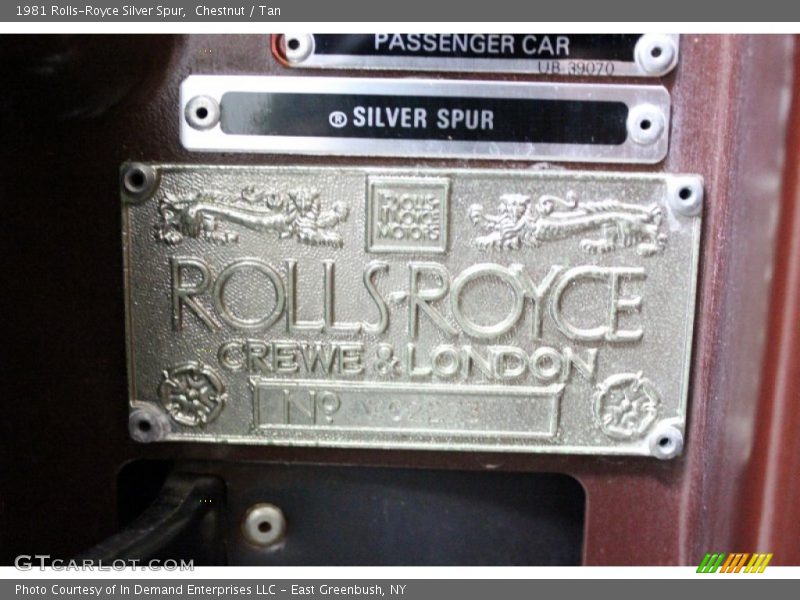 1981 Rolls-Royce Silver Spur,  Chestnut / Tan
PASSENGER CAR
UB 39070
® SILVER SPUR
ROLLS
ROYCE
MOTORS
ROLLS-ROYCE
CREWE & LONDON
Nº
GTCARLOT.COM
Photo Courtesy of In Demand Enterprises LLC - East Greenbush, NY